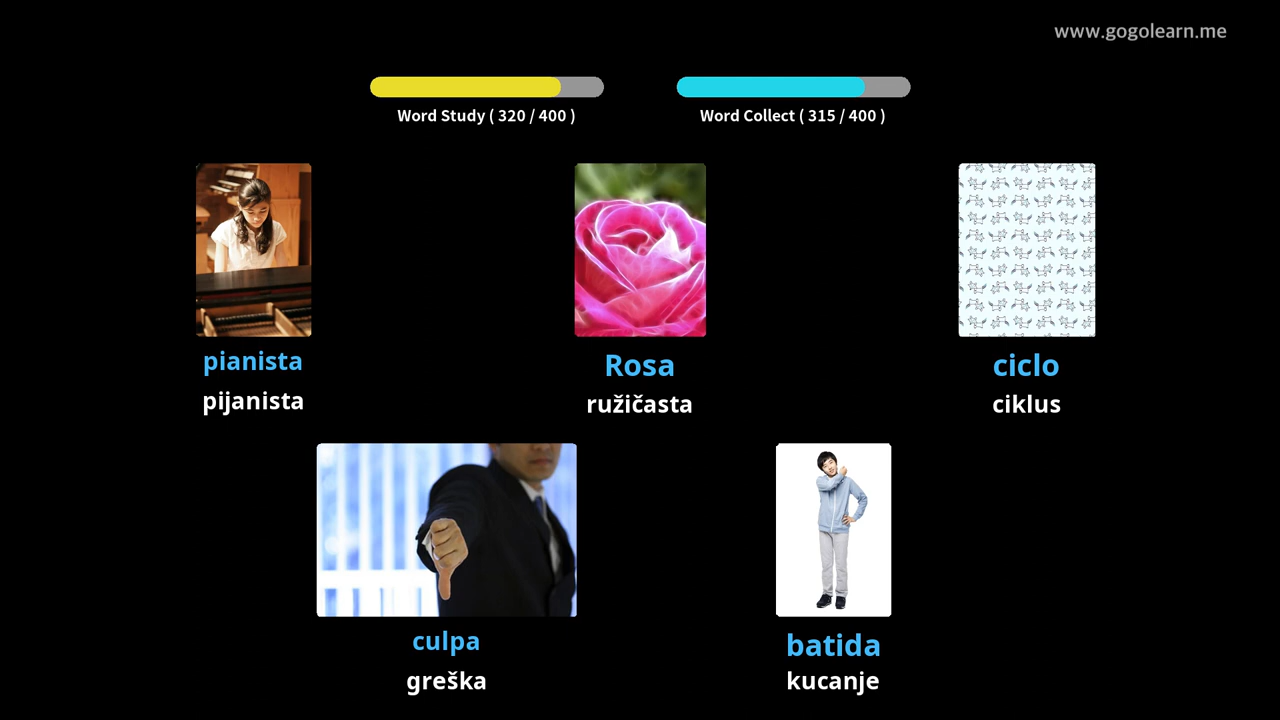 www.gogolearn.me
Word Study ( 320 / 400 )
Word Collect ( 315 / 400 )
pianista
pijanista
Rosa
ružičasta
ciclo
ciklus
culpa
greška
batida
kucanje